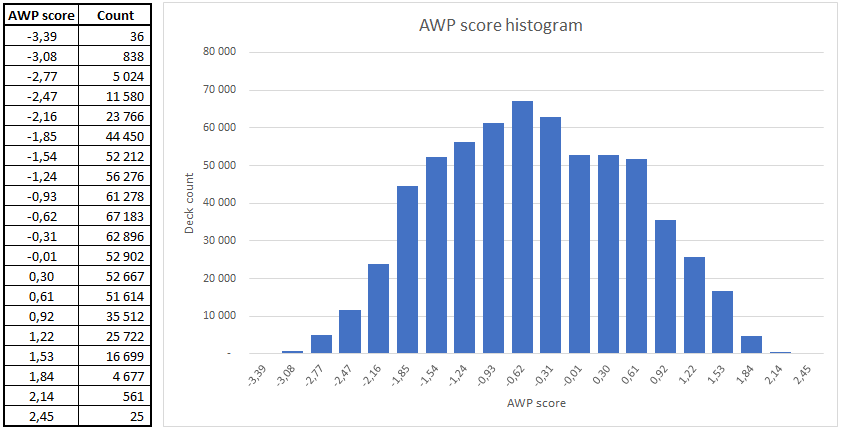 AWP score Count
-3,39 36
-3,08 838
-2,77 5 024
-2,47 11 580
-2,16 23 766
-1,85 44 450
-1,54 52 212
-1,24 56 276
-0,93 61 278
-0,62 67 183
-0,31 62 896
-0,01 52 902
0,30 52 667
0,61 51 614
0,92 35 512
1,22 25 722
1,53 16 699
1,84 4 677
2,14 561
2,45 25
AWP score histogram
80 000
70 000
60 000
50 000
40 000
30 000
20 000
10 000
-
Deck count
-3,39 -3,08 -2,77 -2,47 -2,16 -1,85 -1,54 -1,24 -0,93 -0,62 -0,31 -0,01 0,30 0,61 0,92 1,22 1,53 1,84 2,14 2,45
AWP score